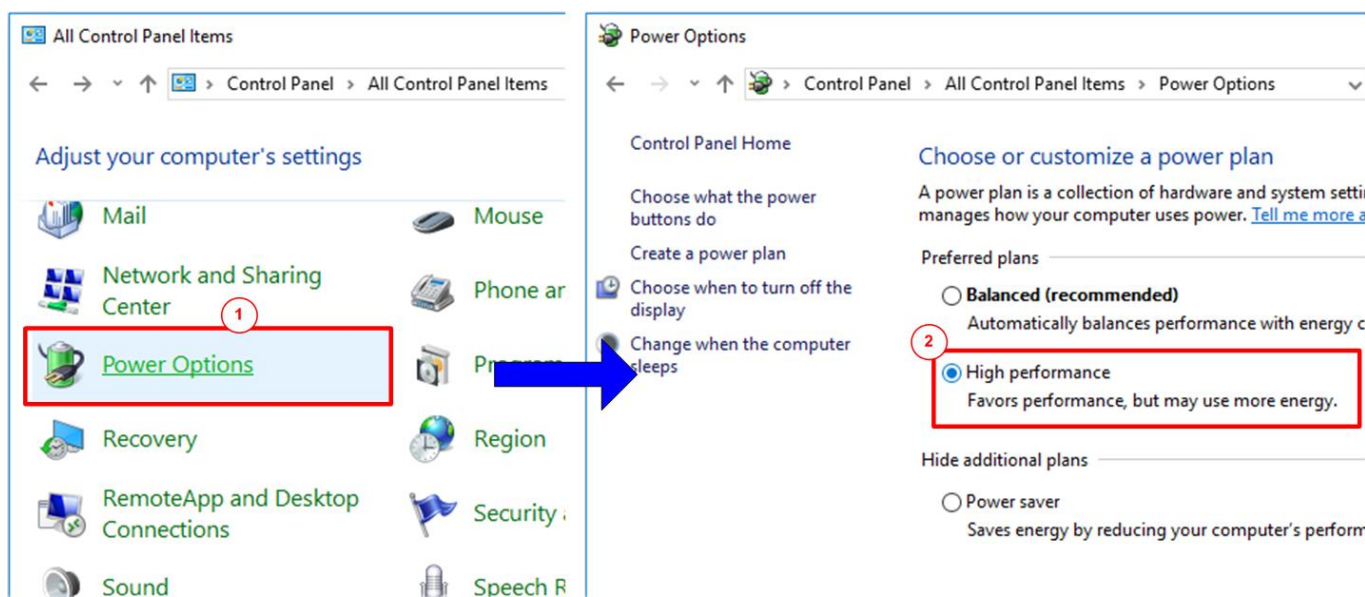 All Control Panel Items
Control Panel > All Control Panel Items
Adjust your computer's settings
Mail
Mouse
Network and Sharing
Center
1
Power Options
Recovery
Region
RemoteApp and Desktop
Connections
Security
Sound
Speech R
Power Options
Control Panel > All Control Panel Items > Power Options
Control Panel Home
Choose what the power
buttons do
Create a power plan
Choose when to turn off the
display
Change when the computer
sleeps
Choose or customize a power plan
A power plan is a collection of hardware and system
manages how your computer uses power. Tell me more
Preferred plans
Balanced (recommended)
Automatically balances performance with energy
2
High performance
Favors performance, but may use more energy.
Hide additional plans
Power saver
Saves energy by reducing your computer's